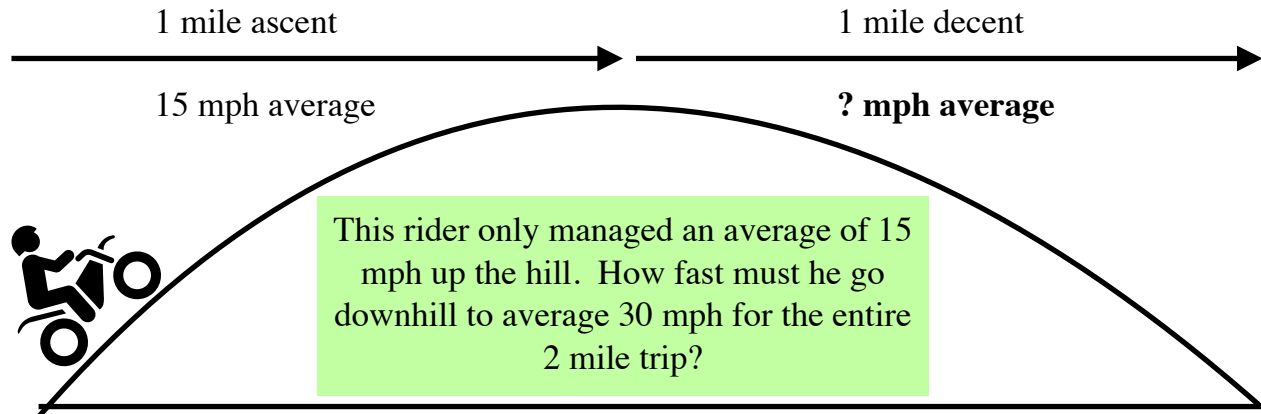 1 mile ascent
1 mile decent
15 mph average
? mph average
This rider only managed an average of 15
mph up the hill.  How fast must he go
downhill to average 30 mph for the entire
2 mile trip?